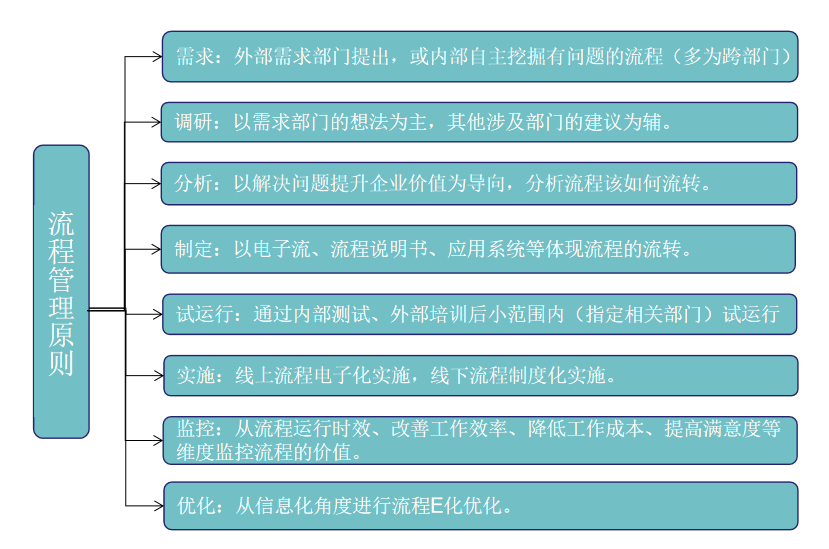 流程管理原则
需求：外部需求部门提出，或内部自主挖掘有问题的流程（多为跨部门）
调研：以需求部门的想法为主，其他涉及部门的建议为辅。
分析：以解决问题提升企业价值为导向，分析流程该如何流转。
制定：以电子流、流程说明书、应用系统等体现流程的流转。
试运行：通过内部测试、外部培训后小范围内（指定相关部门）试运行
实施：线上流程电子化实施，线下流程制度化实施。
监控：从流程运行时效、改善工作效率、降低工作成本、提高满意度等
维度监控流程的价值。
优化：从信息化角度进行流程E化优化。